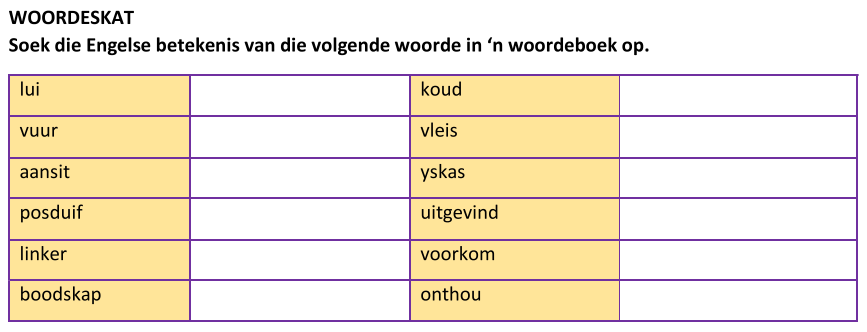 WOORDESKAT
Soek die Engelse betekenis van die volgende woorde in ‘n woordeboek op.
lui koud
vuur vleis
aansit yskas
posduif uitgevind
linker voorkom
boodskap onthou